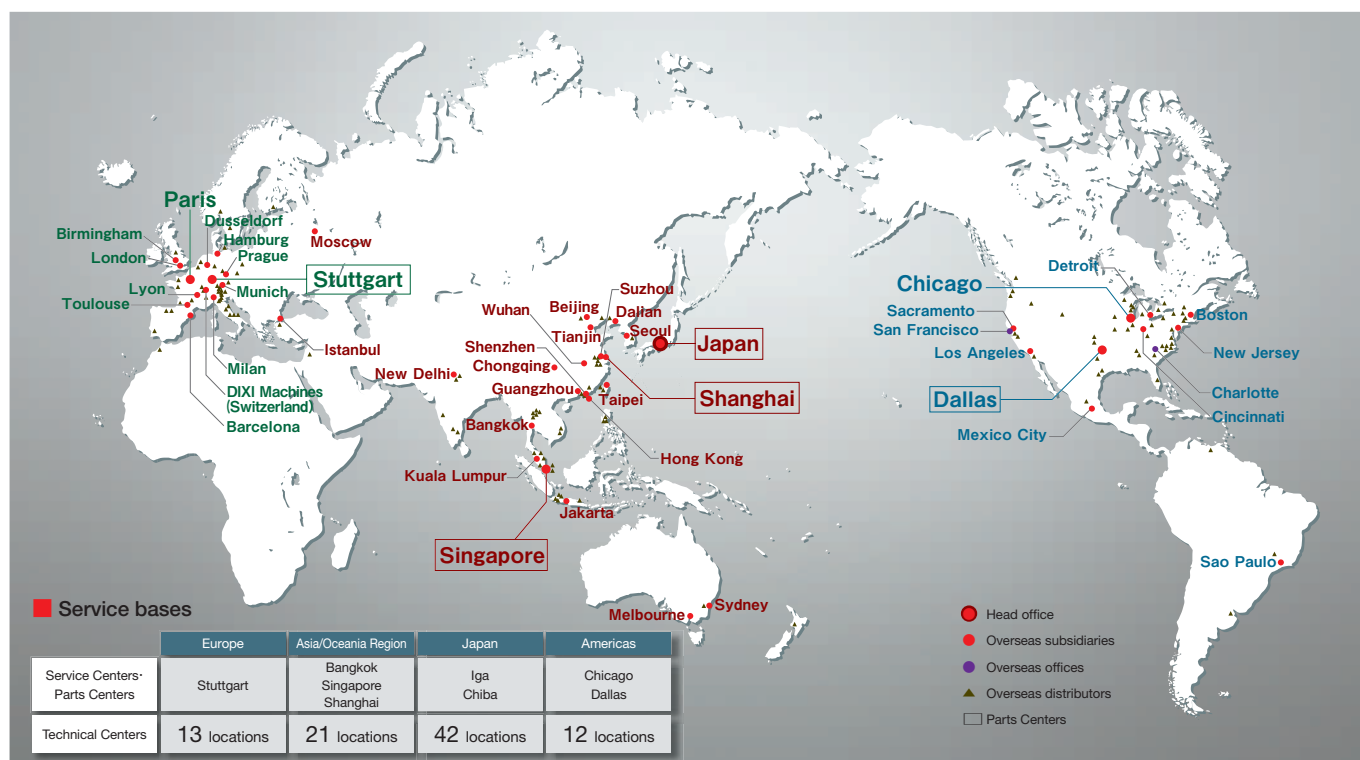 Paris
Dusseldorf
Birmingham
Hamburg
London
Prague
Stuttgart
Lyon
Munich
Toulouse
Moscow
Istanbul
Milan
DIXI Machines
(Switzerland)
Barcelona
Suzhou
Wuhan
Beijing
Dalian
Tianjin
Seoul
Japan
Shenzhen
Chongqing
New Delhi
Guangzhou
Taipei
Shanghai
Bangkok
Hong Kong
Kuala Lumpur
Jakarta
Singapore
Melbourne
Sydney
Detroit
Chicago
Sacramento
Boston
San Francisco
Los Angeles
New Jersey
Dallas
Charlotte
Cincinnati
Mexico City
Sao Paulo
Service bases
Europe Asia/Oceania Region Japan Americas
Service Centers·
Parts Centers
Stuttgart
Bangkok
Singapore
Shanghai
Iga
Chiba
Chicago
Dallas
Technical Centers 13 locations 21 locations 42 locations 12 locations
Head office
Overseas subsidiaries
Overseas offices
Overseas distributors
Parts Centers